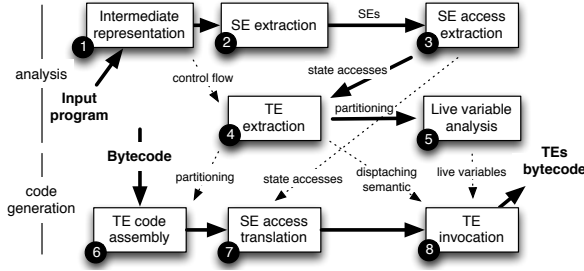 Intermediate
representation
1
SE extraction
2
SEs
SE access
extraction
3
analysis
control flow
state accesses
Input
program
TE
extraction
4
partitioning
Live variable
analysis
5
Bytecode
partitioning
state accesses
disptaching
semantic
live variables
TEs
bytecode
code
generation
TE code
assembly
6
SE access
translation
7
TE
invocation
8